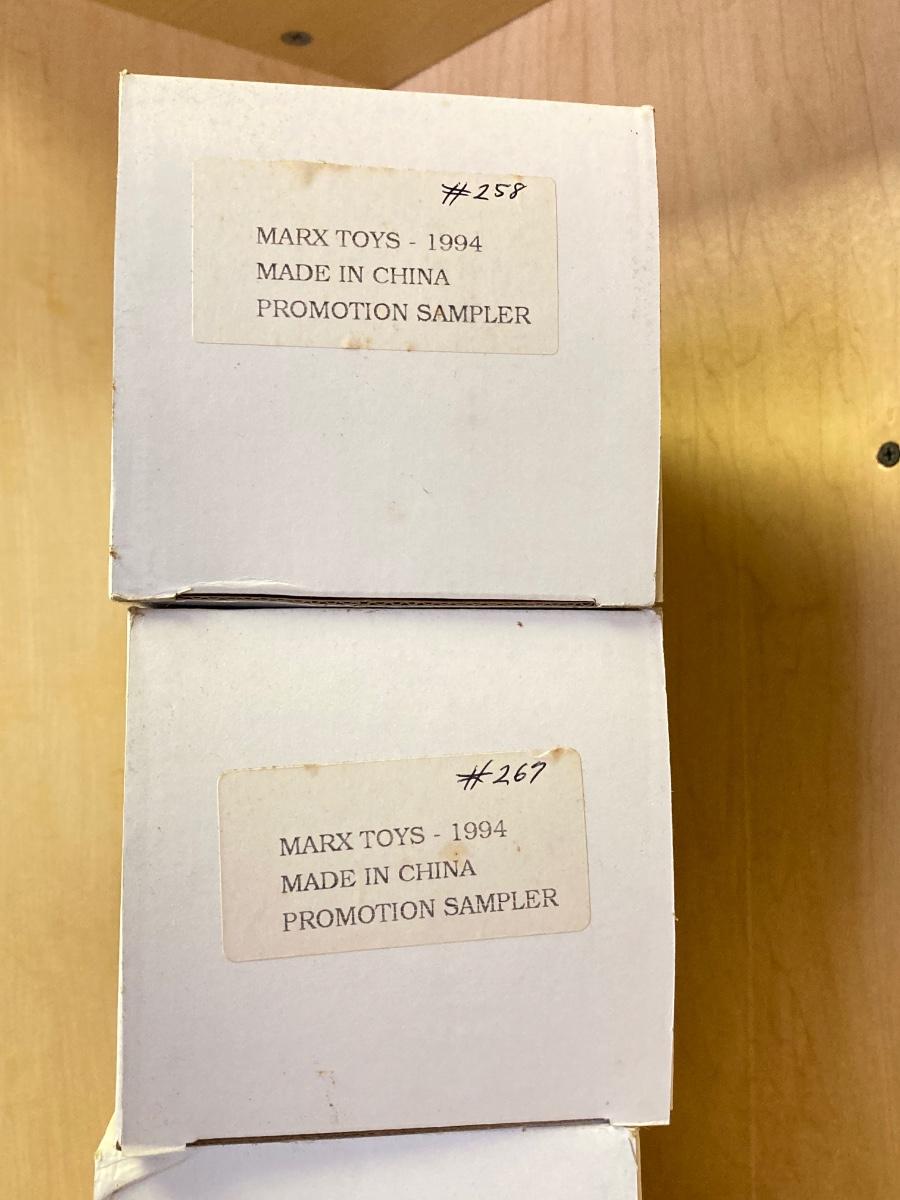 #258
MARX TOYS - 1994
MADE IN CHINA
PROMOTION SAMPLER
#267
MARX TOYS - 1994
MADE IN CHINA
PROMOTION SAMPLER